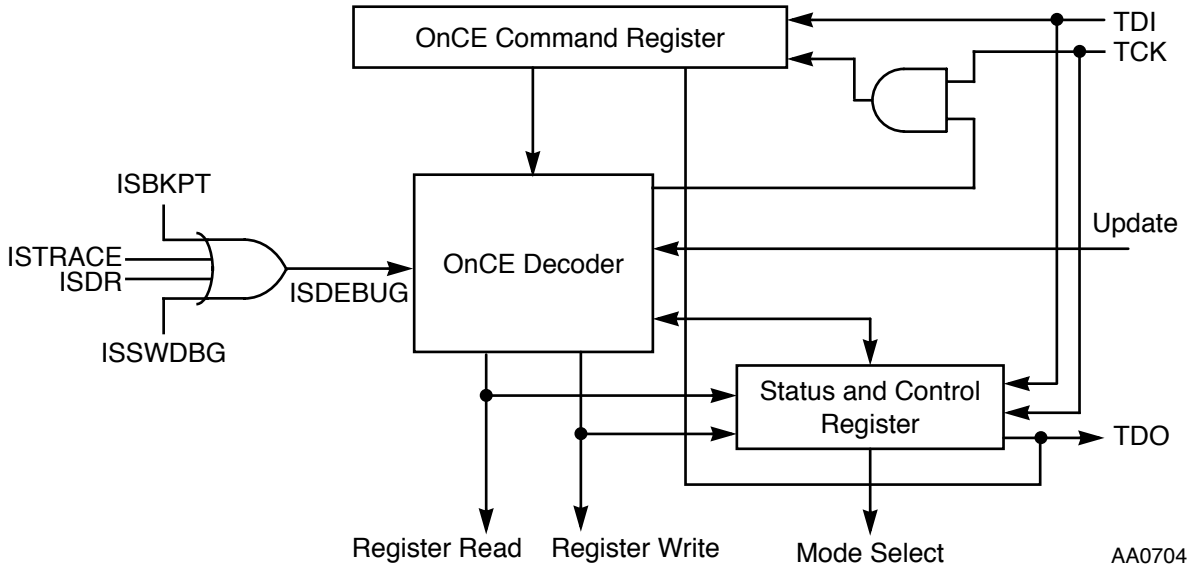 OnCE Command Register
TDI
TCK
ISBKPT
Update
ISTRACE
ISDR
OnCE Decoder
ISDEBUG
ISSWDBG
Status and Control
Register
TDO
Register Read
Register Write
Mode Select
AA0704